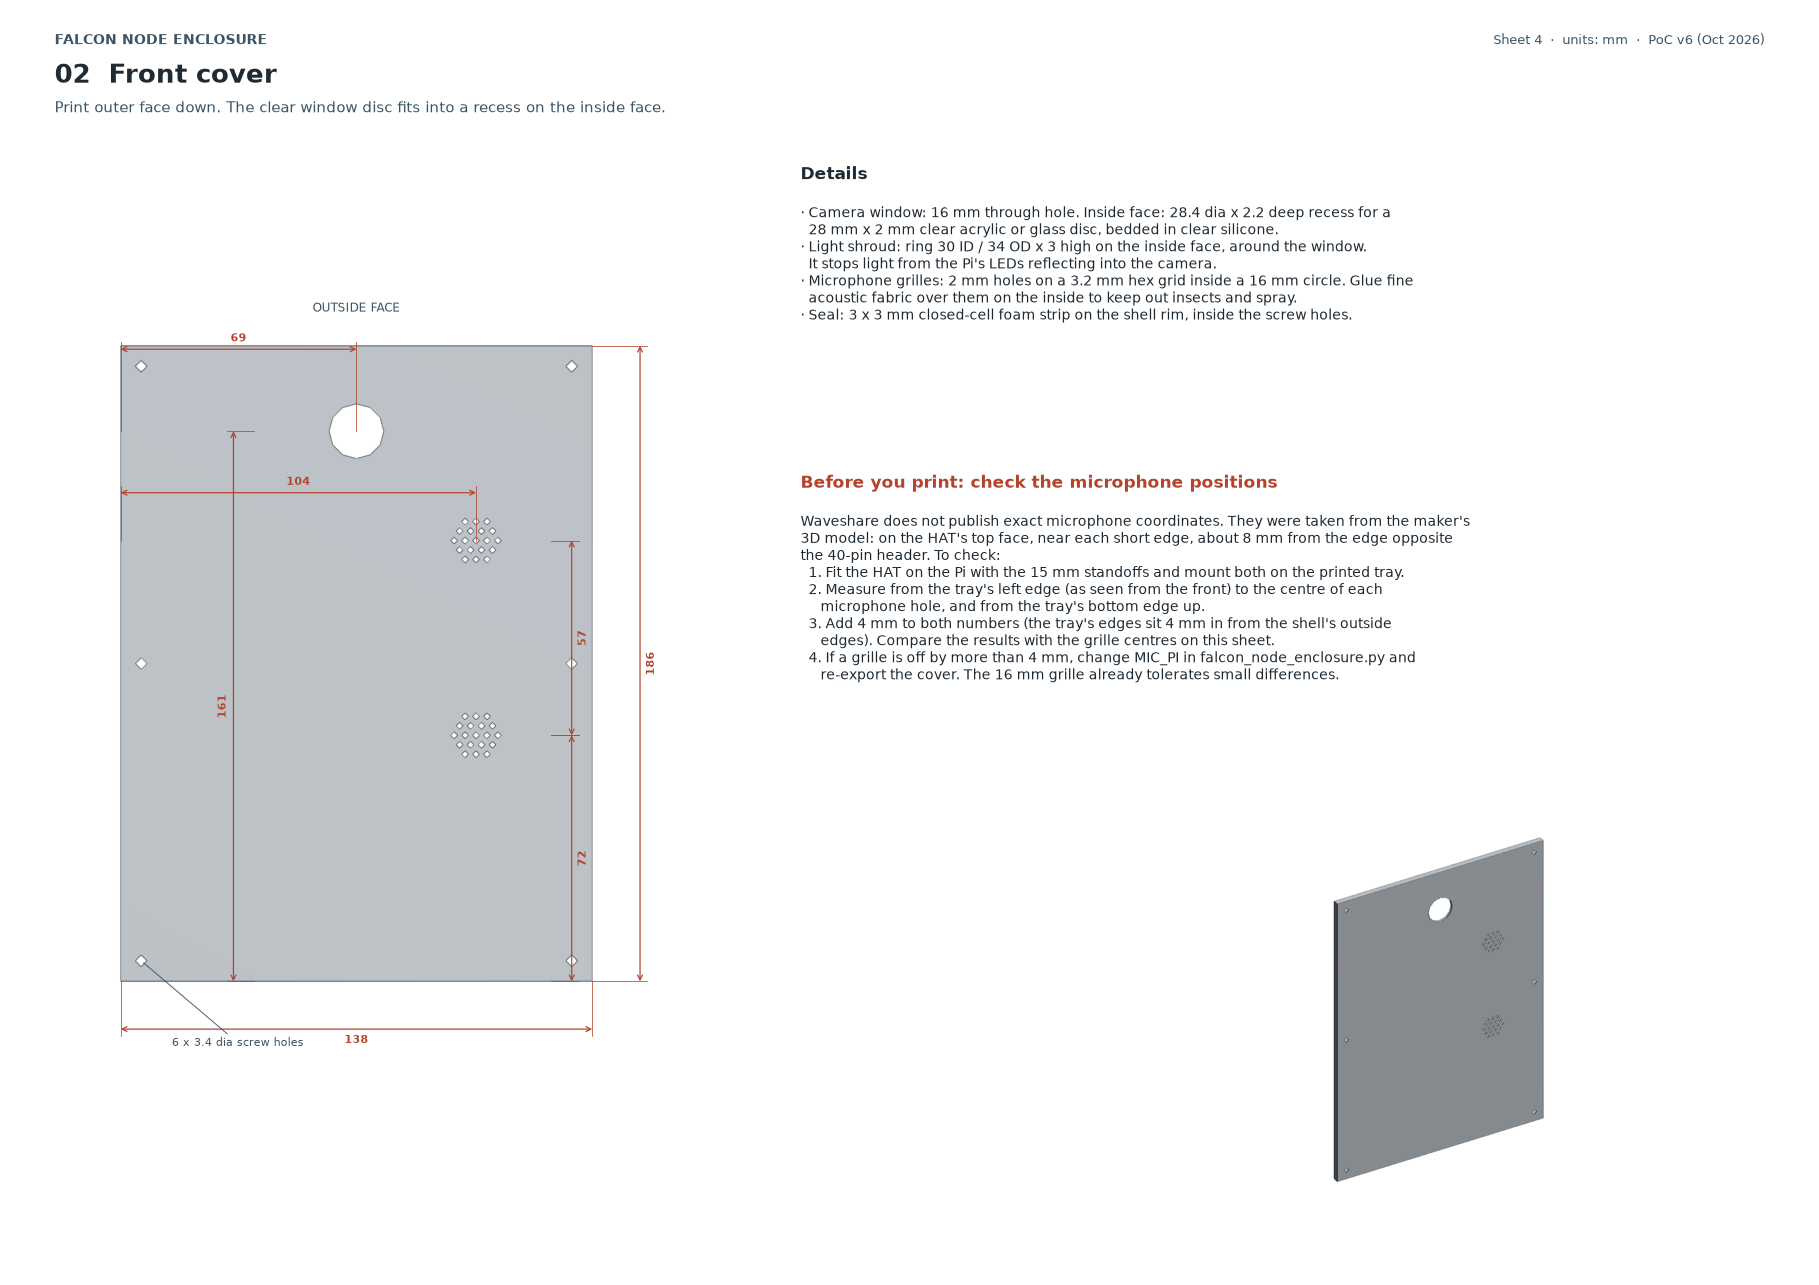 FALCON NODE ENCLOSURE
Sheet 4 · units: mm · PoC v6 (Oct 2026)
02 Front cover
Print outer face down. The clear window disc fits into a recess on the inside face.
OUTSIDE FACE
69
104
57
186
161
72
138
6 x 3.4 dia screw holes
Details
· Camera window: 16 mm through hole. Inside face: 28.4 dia x 2.2 deep recess for a
28 mm x 2 mm clear acrylic or glass disc, bedded in clear silicone.
· Light shroud: ring 30 ID / 34 OD x 3 high on the inside face, around the window.
It stops light from the Pi's LEDs reflecting into the camera.
· Microphone grilles: 2 mm holes on a 3.2 mm hex grid inside a 16 mm circle. Glue fine
acoustic fabric over them on the inside to keep out insects and spray.
· Seal: 3 x 3 mm closed-cell foam strip on the shell rim, inside the screw holes.
Before you print: check the microphone positions
Waveshare does not publish exact microphone coordinates. They were taken from the maker's
3D model: on the HAT's top face, near each short edge, about 8 mm from the edge opposite
the 40-pin header. To check:
1. Fit the HAT on the Pi with the 15 mm standoffs and mount both on the printed tray.
2. Measure from the tray's left edge (as seen from the front) to the centre of each
microphone hole, and from the tray's bottom edge up.
3. Add 4 mm to both numbers (the tray's edges sit 4 mm in from the shell's outside
edges). Compare the results with the grille centres on this sheet.
4. If a grille is off by more than 4 mm, change MIC_PI in falcon_node_enclosure.py and
re-export the cover. The 16 mm grille already tolerates small differences.